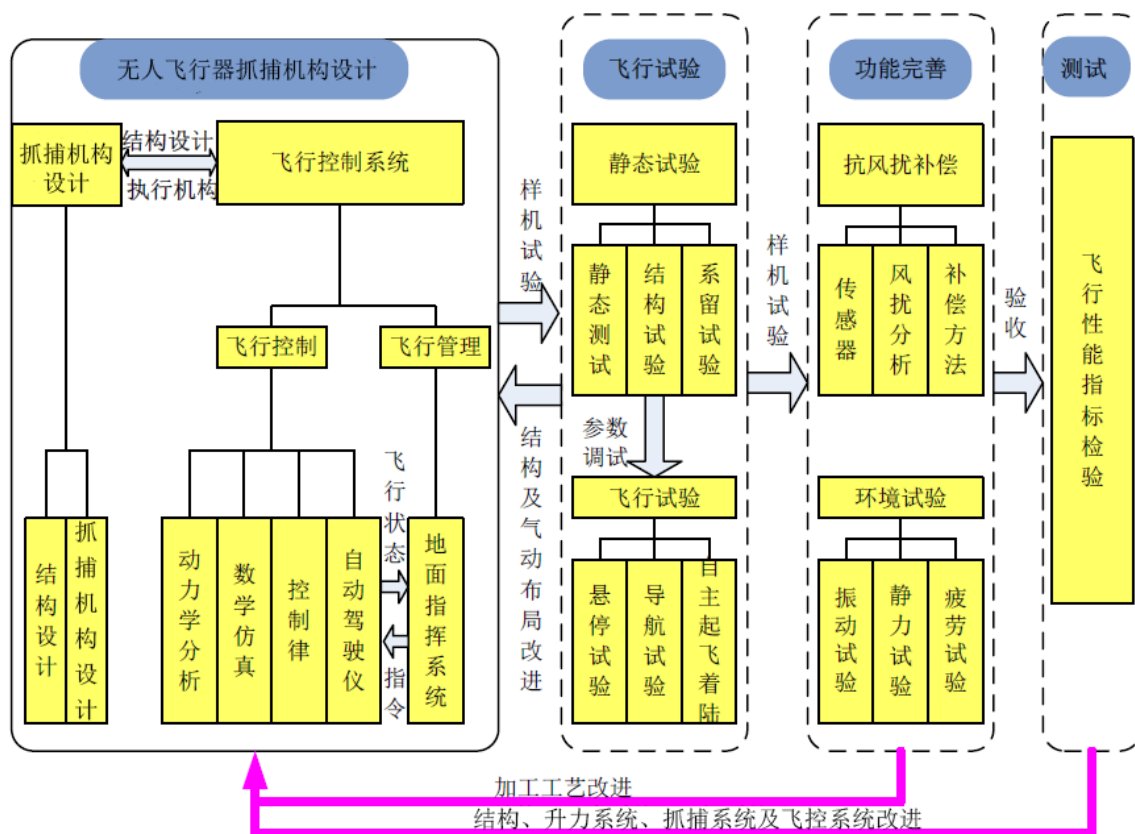 无人飞行器抓捕机构设计
抓捕机构
设计
结构设计
执行机构
飞行控制系统
飞行控制
飞行管理
结构设计
抓捕机构设计
动力学分析
数学仿真
控制律
自动驾驶仪
飞行状态
指令
地面指挥系统
样机试验
结构及气动布局改进
飞行试验
静态试验
静态测试
结构试验
系留试验
参数
调试
飞行试验
悬停试验
导航试验
自主起飞着陆
样机试验
功能完善
抗风扰补偿
传感器
风扰分析
补偿方法
环境试验
振动试验
静力试验
疲劳试验
验收
测试
飞行性能指标检验
加工工艺改进
结构、升力系统、抓捕系统及飞控系统改进